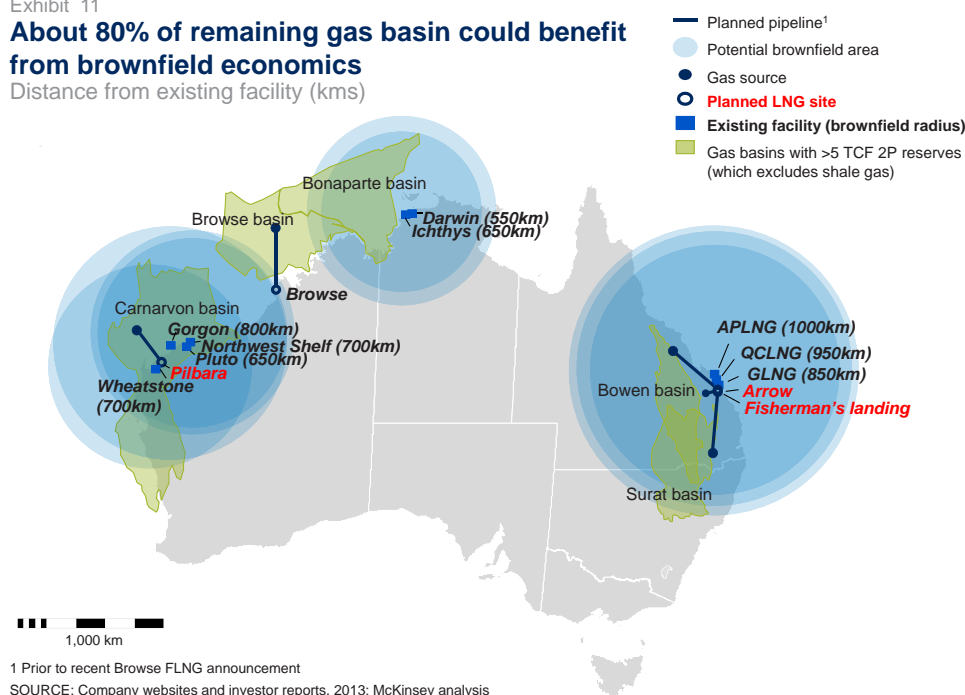 Exhibit 11
About 80% of remaining gas basin could benefit
from brownfield economics
Distance from existing facility (kms)
Planned pipeline1
Potential brownfield area
Gas source
Planned LNG site
Existing facility (brownfield radius)
Gas basins with >5 TCF 2P reserves
(which excludes shale gas)
Bonaparte basin
Browse basin
Darwin (550km)
Ichthys (650km)
Browse
Carnarvon basin
Gorgon (800km)
Northwest Shelf (700km)
Pluto (650km)
Pilbara
Wheatstone
(700km)
APLNG (1000km)
QCLNG (950km)
GLNG (850km)
Bowen basin
Arrow
Fisherman's landing
Surat basin
1,000 km
1 Prior to recent Browse FLNG announcement
SOURCE: Company websites and investor reports, 2013; McKinsey analysis